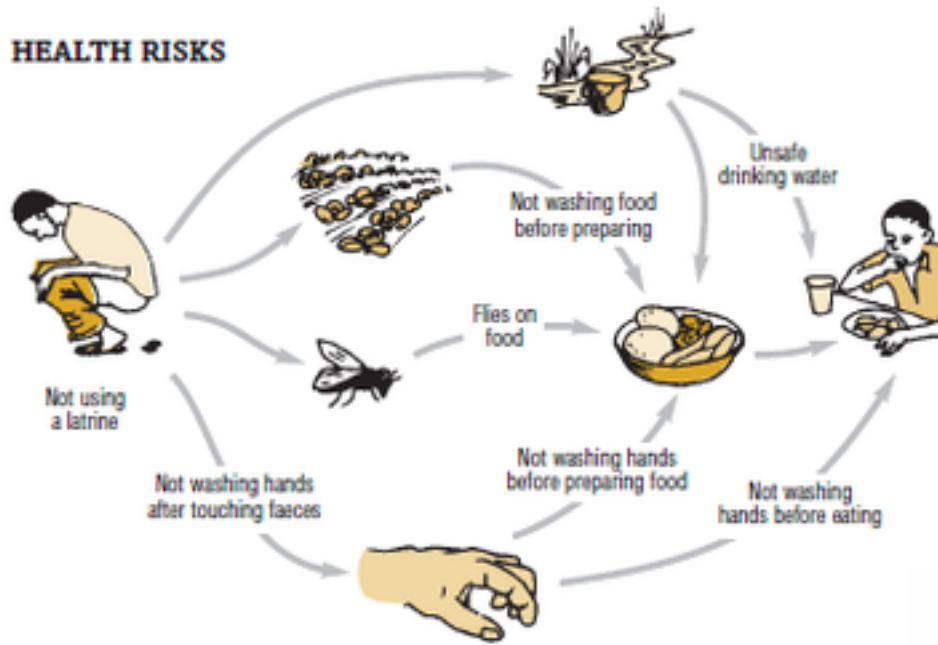 HEALTH RISKS
Unsafe
drinking water
Not washing food
before preparing
Flies on
food
Not using
a latrine
Not washing hands
before preparing food
Not washing hands
after touching faeces
Not washing
hands before eating